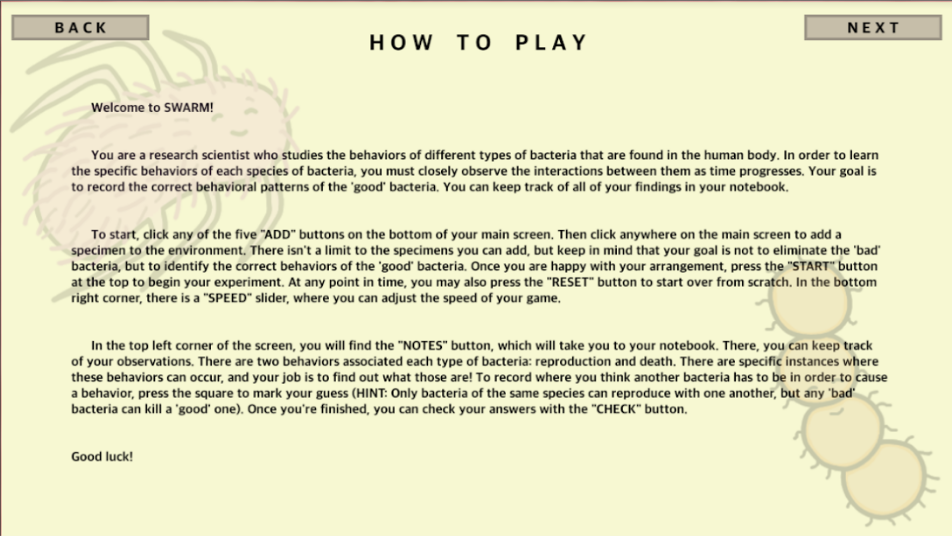 BACK
NEXT
HOW TO PLAY
Welcome to SWARM!
You are a research scientist who studies the behaviors of different types of bacteria that are found in the human body. In order to learn
the specific behaviors of each species of bacteria, you must closely observe the interactions between them as time progresses. Your goal is
to record the correct behavioral patterns of the 'good' bacteria. You can keep track of all of your findings in your notebook.
To start, click any of the five "ADD" buttons on the bottom of your main screen. Then click anywhere on the main screen to add a
specimen to the environment. There isn't a limit to the specimens you can add, but keep in mind that your goal is not to eliminate the 'bad'
bacteria, but to identify the correct behaviors of the 'good' bacteria. Once you are happy with your arrangement, press the "START" button
at the top to begin your experiment. At any point in time, you may also press the "RESET" button to start over from scratch. In the bottom
right corner, there is a "SPEED" slider, where you can adjust the speed of your game.
In the top left corner of the screen, you will find the "NOTES" button, which will take you to your notebook. There, you can keep track
of your observations. There are two behaviors associated each type of bacteria: reproduction and death. There are specific instances where
these behaviors can occur, and your job is to find out what those are! To record where you think another bacteria has to be in order to cause
a behavior, press the square to mark your guess (HINT: Only bacteria of the same species can reproduce with one another, but any 'bad'
bacteria can kill a 'good' one). Once you're finished, you can check your answers with the "CHECK" button.
Good luck!